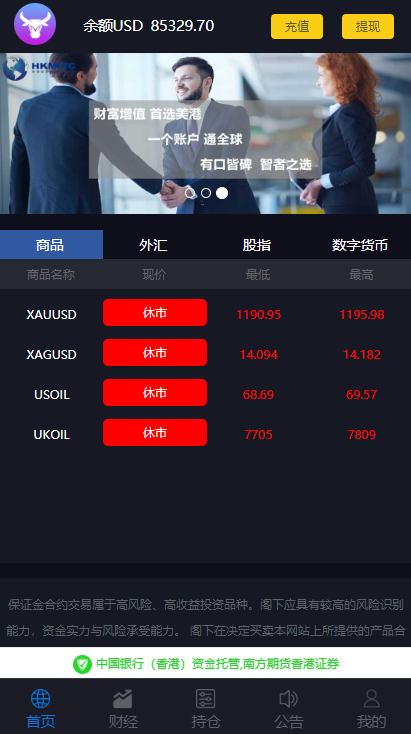 余额USD 85329.70
充值
提现
HKM
财富增值 首选美港
一个账户 通全球
有口皆碑 智者之选
商品 外汇 股指 数字货币
商品名称 现价 最低 最高
XAUUSD 休市 1190.95 1195.98
XAGUSD 休市 14.094 14.182
USOIL 休市 68.69 69.57
UKOIL 休市 7705 7809
保证金合约交易属于高风险、高收益投资品种。阁下应具有较高的风险识别
能力，资金实力与风险承受能力。 阁下在决定买卖本网站上所提供的产品合
中国银行（香港）资金托管,南方期货香港证券
首页 财经 持仓 公告 我的